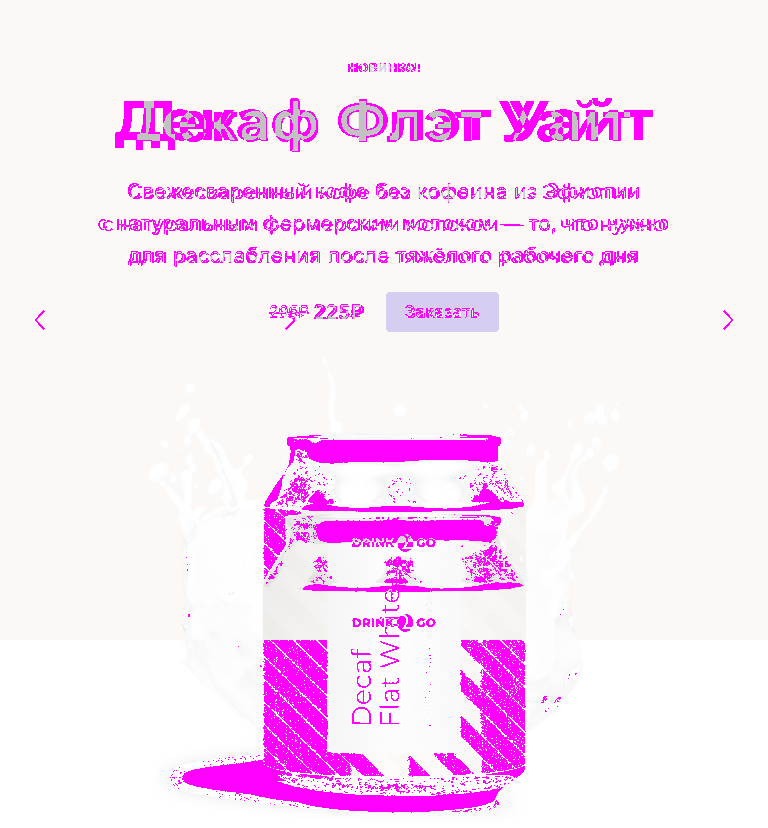 новинка!
Декаф Флэт Уайт
Свежесваренный кофе без кофеина из Эфиопии
с натуральным фермерским молоком — то, что нужно
для расслабления после тяжёлого рабочего дня
225₽ Заказать
DRINK 2 GO
DRINK 2 GO
Decaf
Flat White